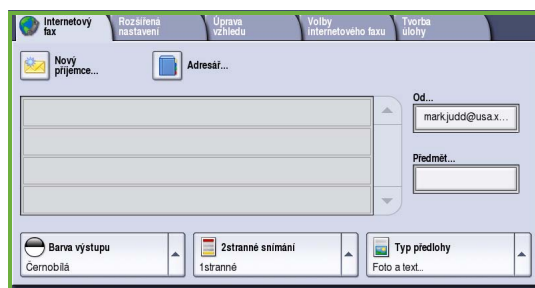 Internetový
fax
Rozšířená
nastavení
Úprava
vzhledu
Volby
internetového faxu
Tvorba
úlohy
Nový
příjemce...
Adresář...
Od...
mark.judd@usa.x...
Předmět...
Barva výstupu
Černobílá
2stranné snímání
1stranné
Typ předlohy
Foto a text...